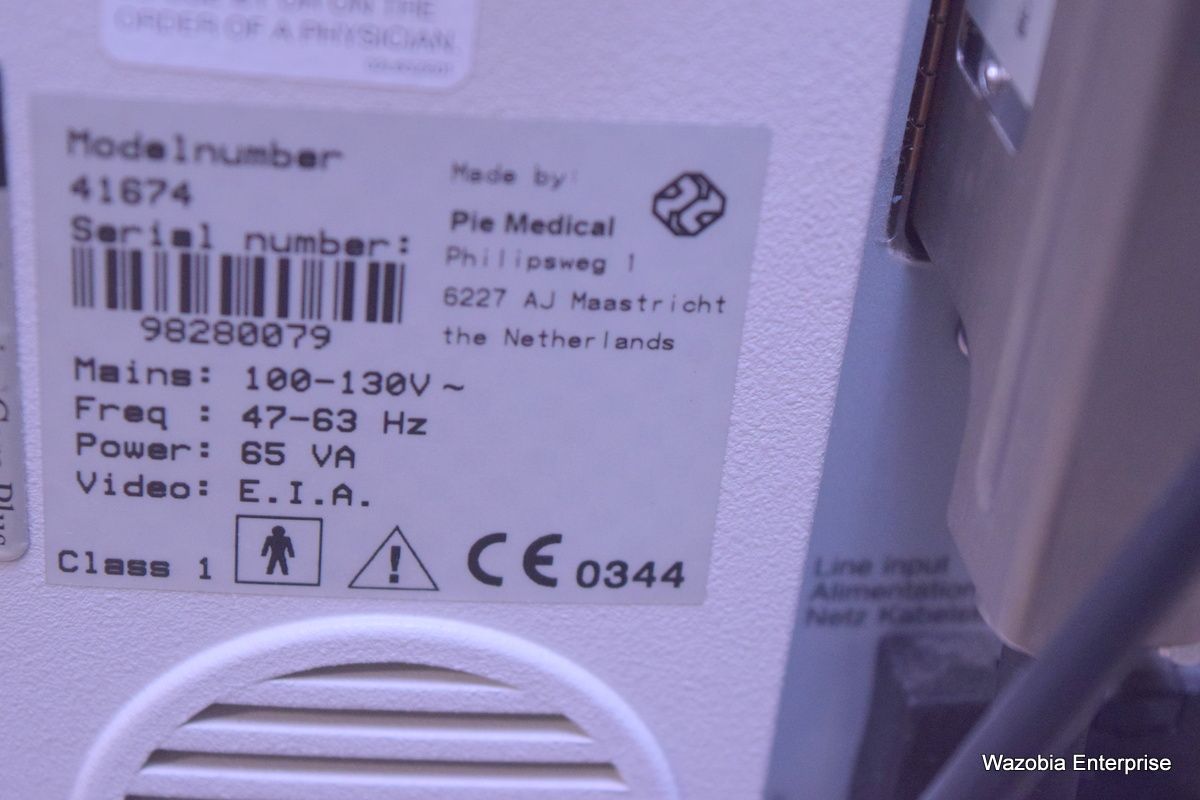 ORDER OF A PHYSICIAN
Modelnumber
41674
Serial number:
98280079
Made by:
Pie Medical
Philipsweg 1
6227 AJ Maastricht
the Netherlands
Mains: 100-130V ~
Freq : 47-63 Hz
Power: 65 VA
Video: E.I.A.
Class 1
CE 0344
Plus
Line input
Alimentation
Netz
Wazobia Enterprise